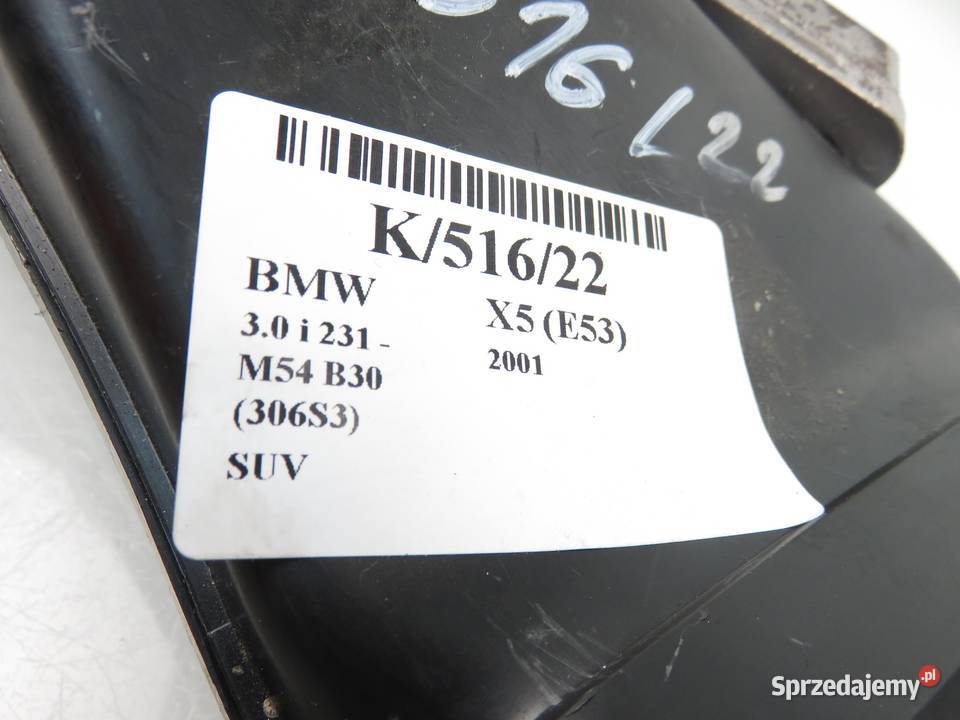 516 L 22
K/516/22
BMW
X5 (E53)
3.0 i 231 -
2001
M54 B30
(306S3)
SUV
Sprzedajemy.pl